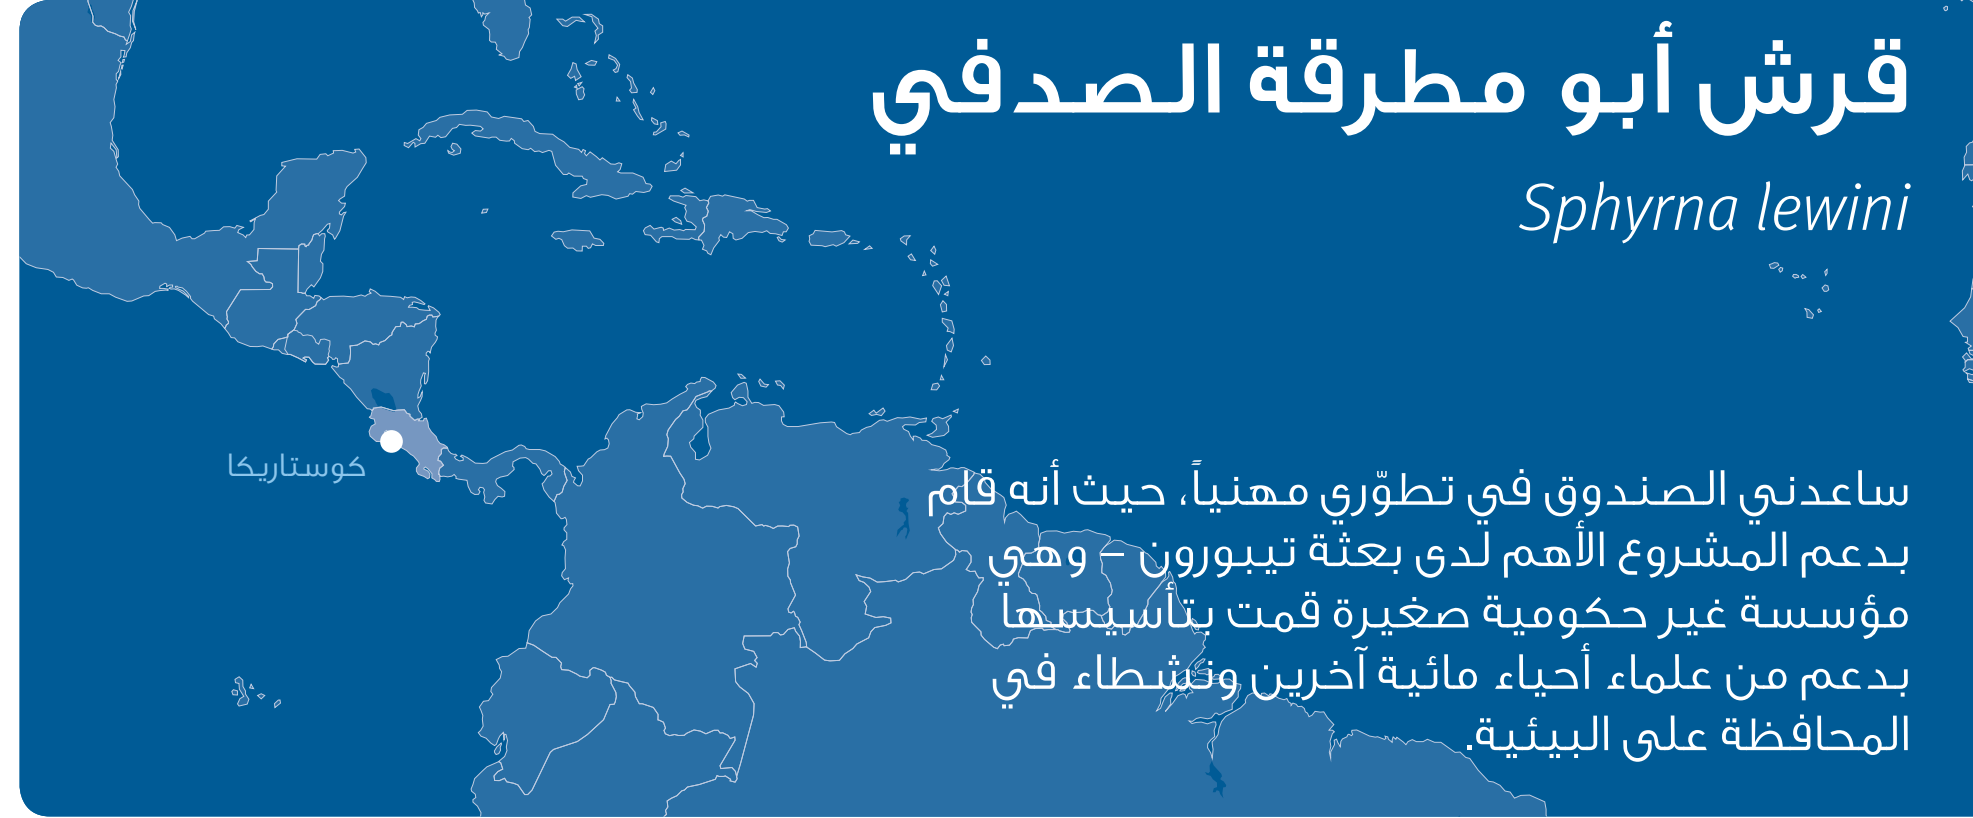 قرش أبو مطرقة الصدفي
Sphyrna lewini
كوستاريكا
ساعدني الصندوق في تطوّري مهنياً، حيث أنه قام
بدعم المشروع الأهم لدى بعثة تيبورون – وهي
مؤسسة غير حكومية صغيرة قمت بتأسيسها
بدعم من علماء أحياء مائية آخرين ونشطاء في
المحافظة على البيئية.